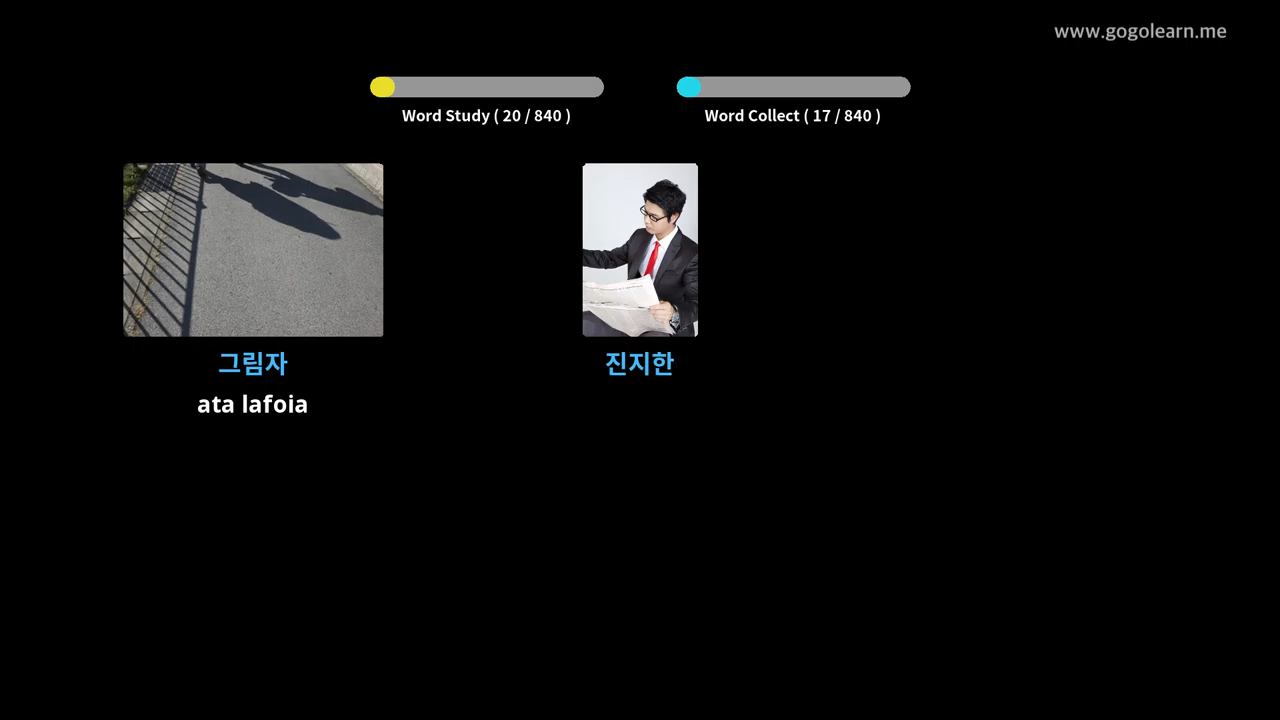 www.gogolearn.me
Word Study ( 20 / 840 )
Word Collect ( 17 / 840 )
그림자
진지한
ata lafoia